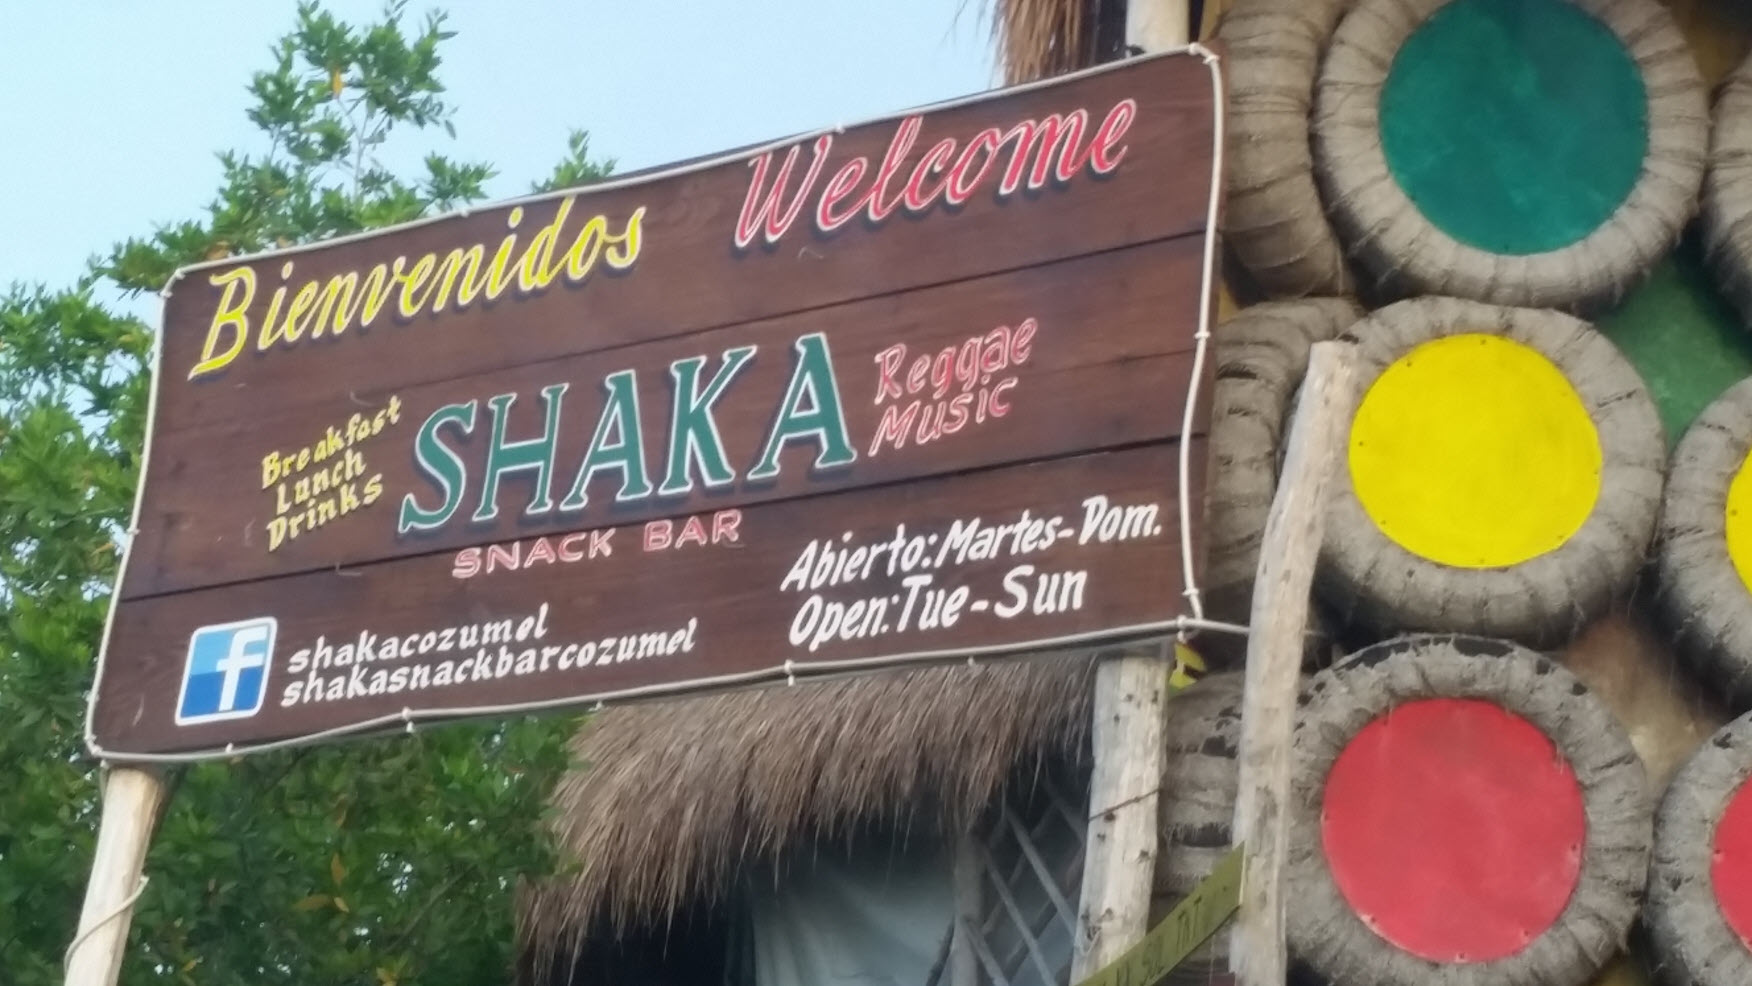 Bienvenidos Welcome
Breakfast
Lunch
Drinks
SHAKA
Reggae
Music
SNACK BAR
Abierto: Martes-Dom.
Open: Tue-Sun
f shakacozumel
shakasnackbarcozumel